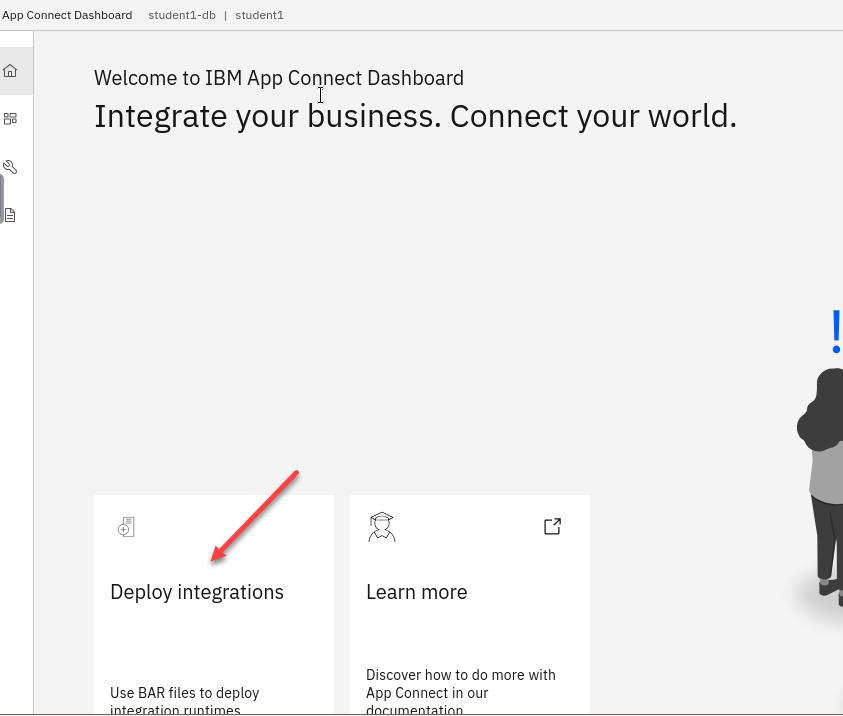 App Connect Dashboard student1-db | student1
Welcome to IBM App Connect Dashboard
Integrate your business. Connect your world.
!
Deploy integrations
Learn more
Use BAR files to deploy
integration runtimes
Discover how to do more with
App Connect in our
documentation